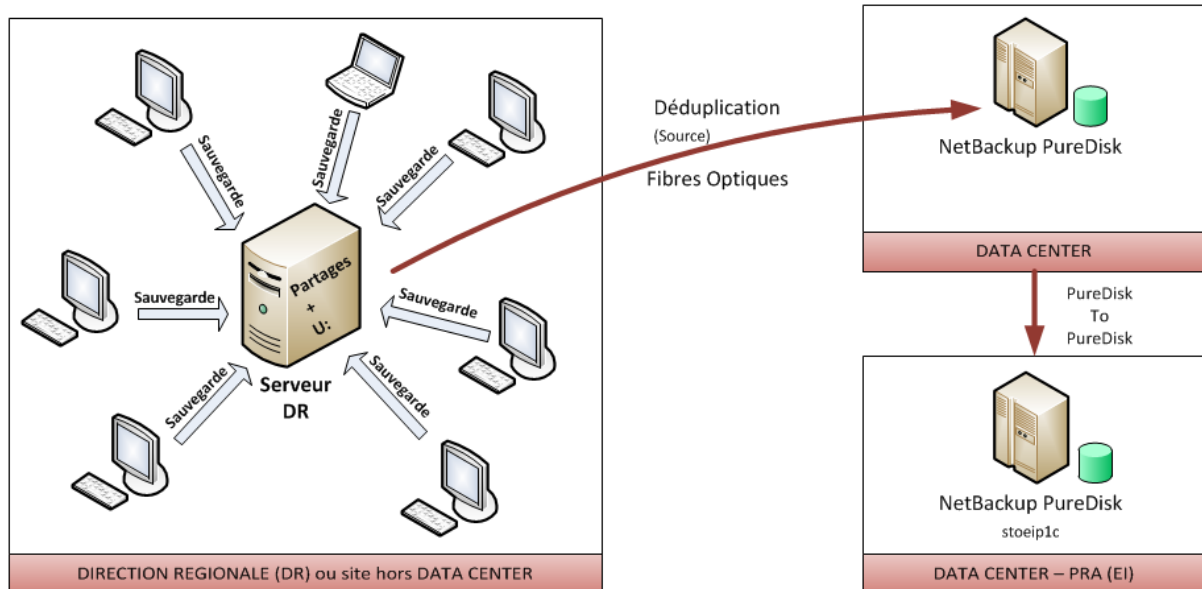 Sauvegarde
Sauvegarde
Sauvegarde
Sauvegarde
Sauvegarde
Sauvegarde
Sauvegarde
Partages
+
U:
Serveur
DR
DIRECTION REGIONALE (DR) ou site hors DATA CENTER
Déduplication
(Source)
Fibres Optiques
NetBackup PureDisk
DATA CENTER
PureDisk
To
PureDisk
NetBackup PureDisk
stoeip1c
DATA CENTER – PRA (EI)